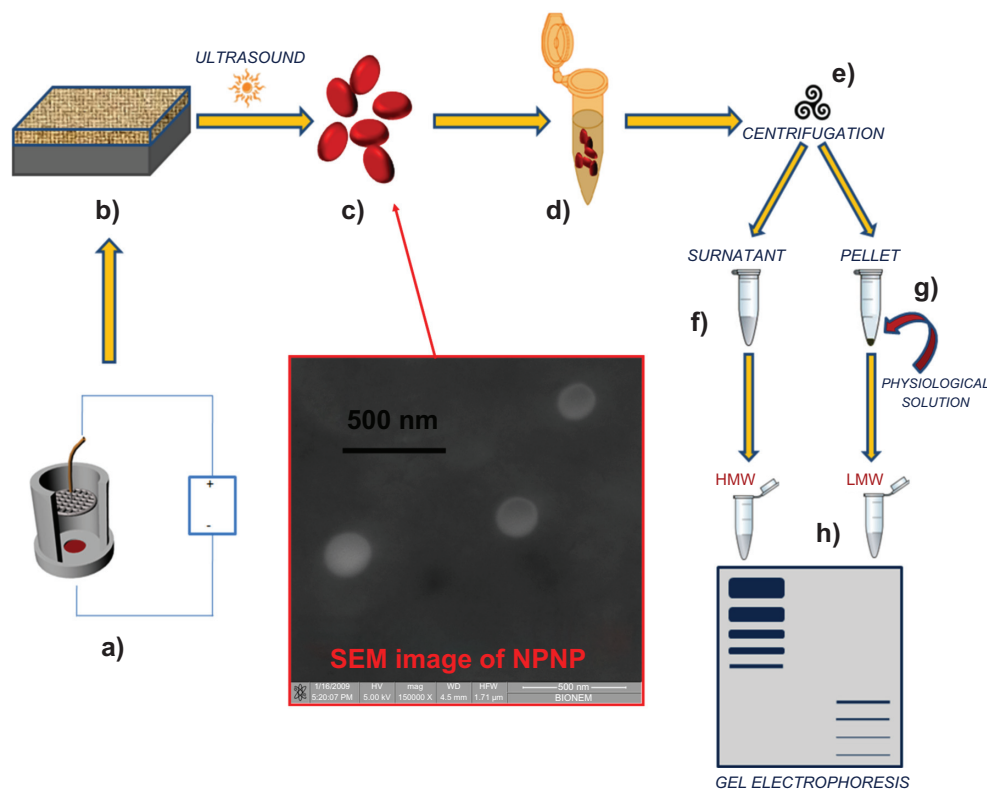 ULTRASOUND
e)
CENTRIFUGATION
b)
c)
d)
SURNATANT
PELLET
f)
g)
PHYSIOLOGICAL
SOLUTION
500 nm
+
-
HMW
LMW
h)
a)
SEM image of NPNP
1/16/2009 HV mag WD HFW 500 nm
5:20:07 PM 5.00 kV 150000 X 4.5 mm 1.71 µm BIONEM
GEL ELECTROPHORESIS